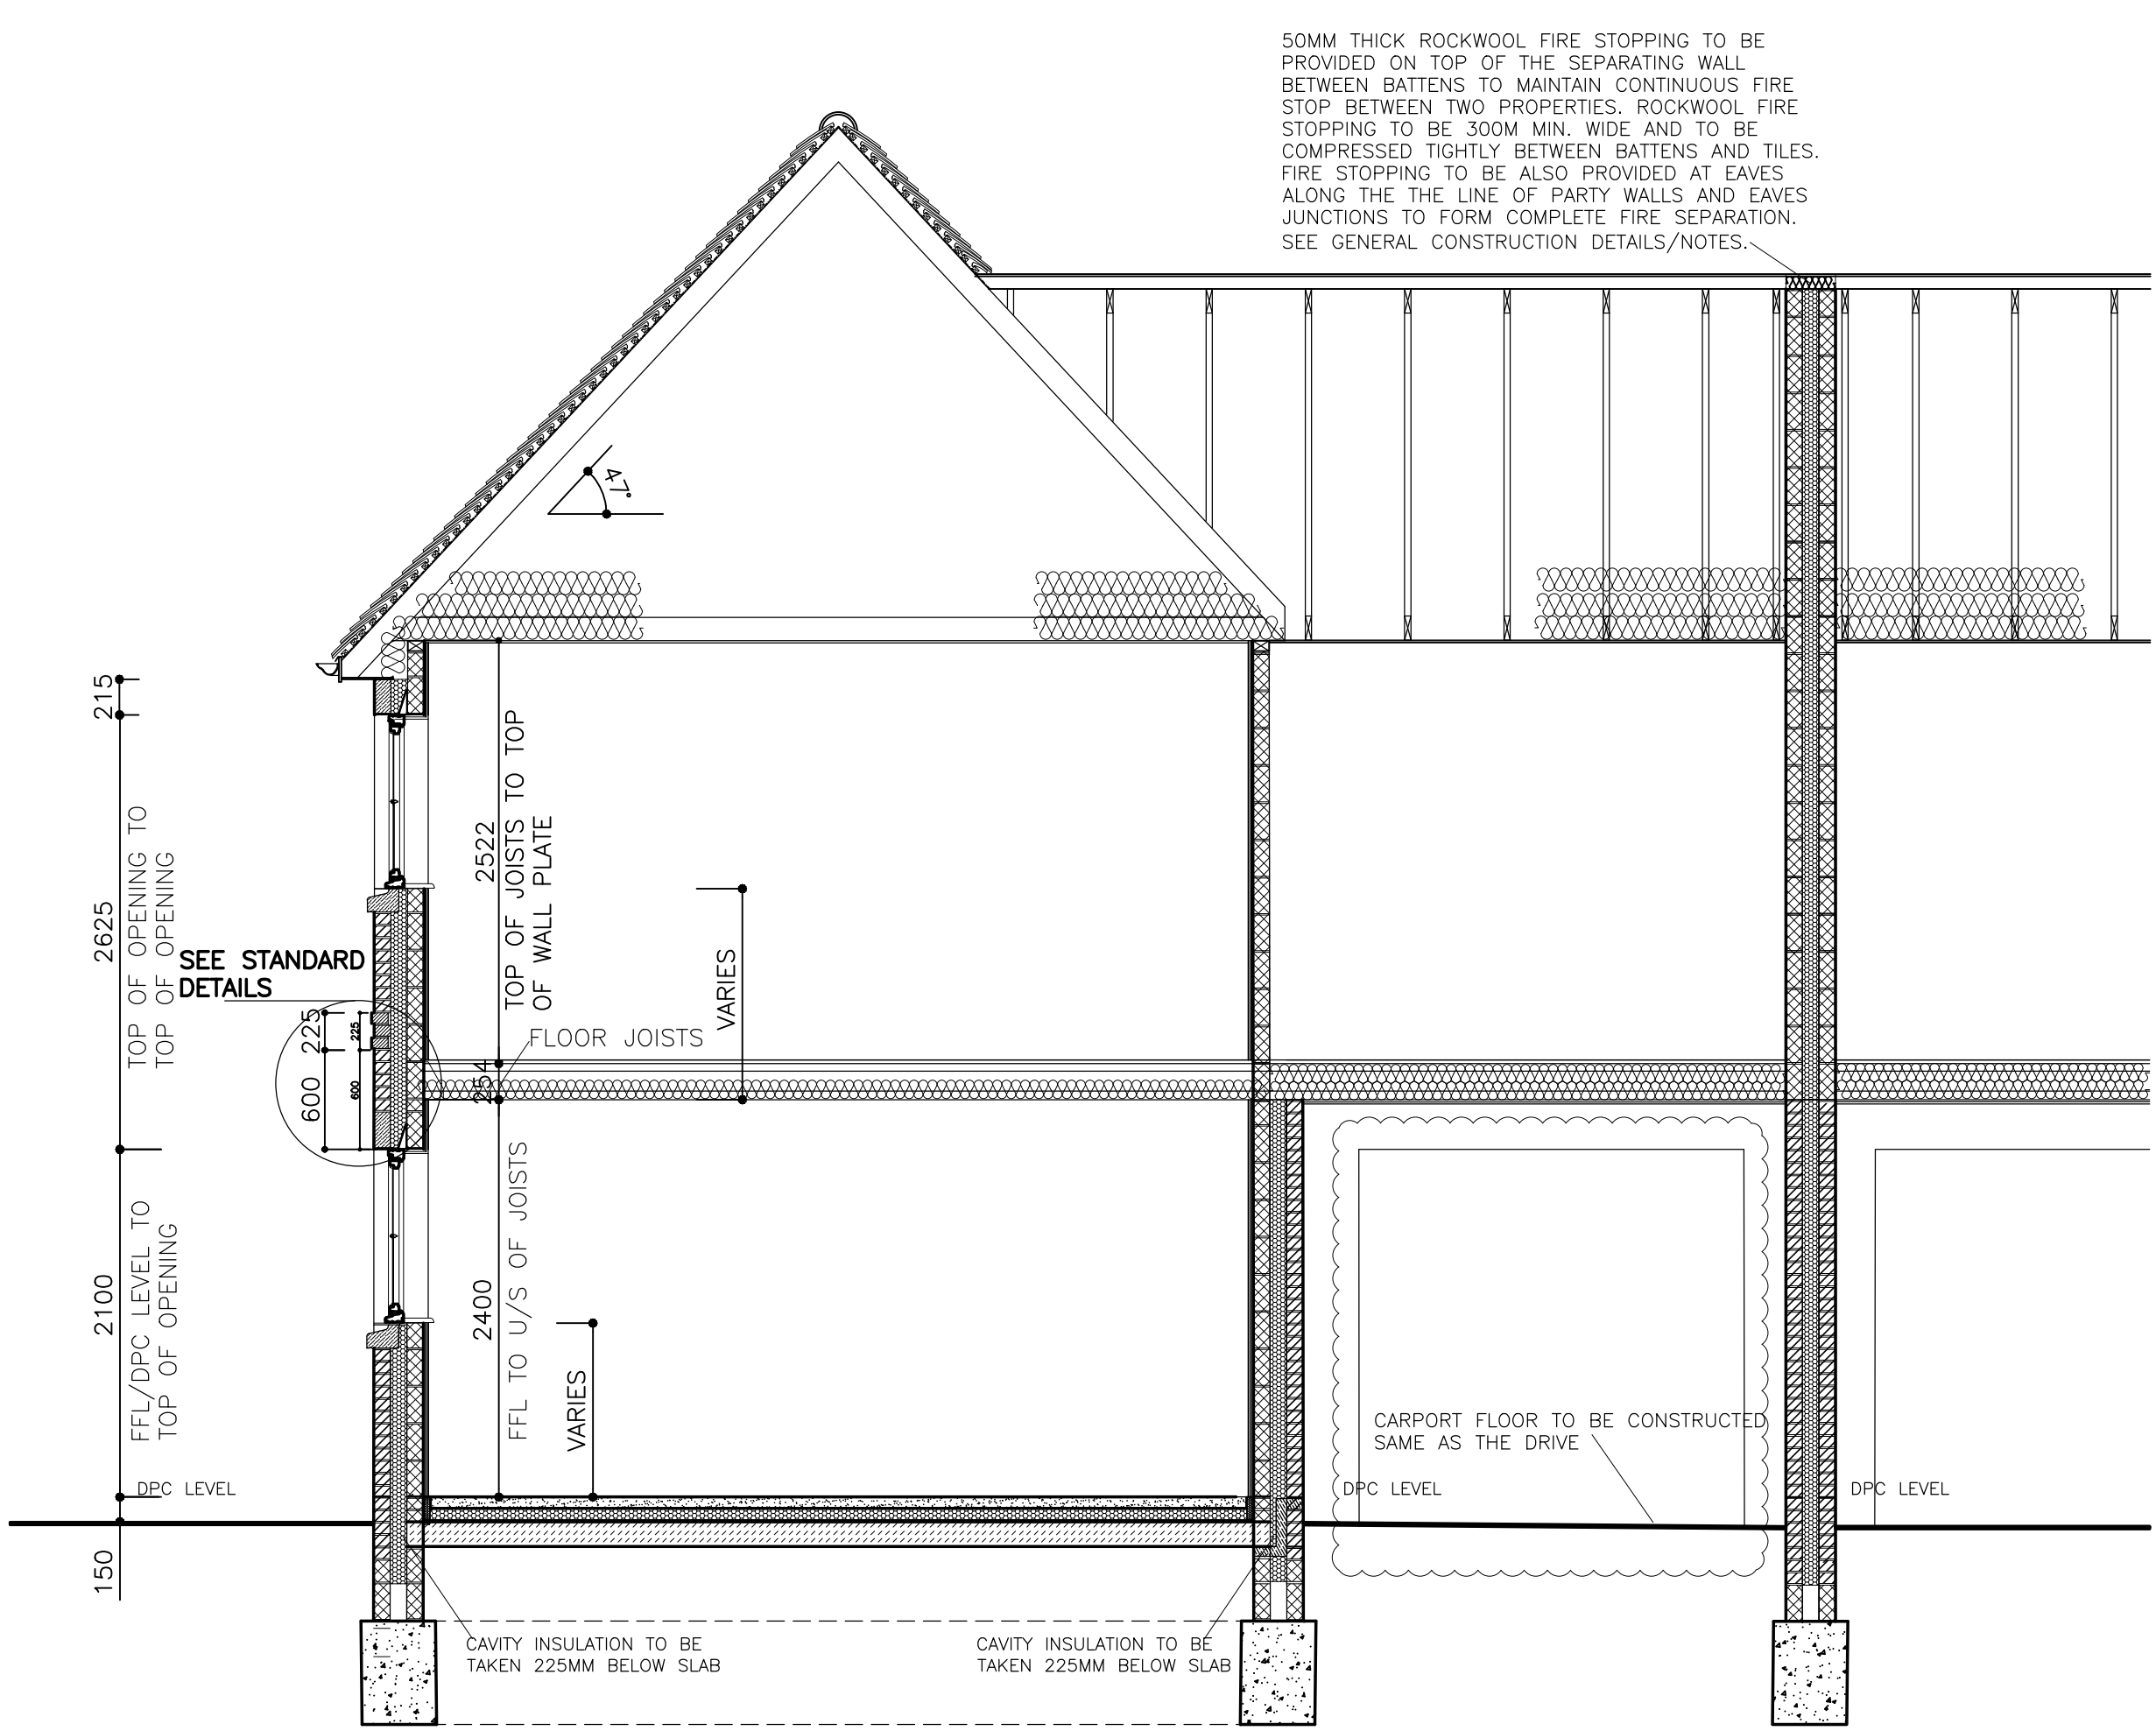 50MM THICK ROCKWOOL FIRE STOPPING TO BE
PROVIDED ON TOP OF THE SEPARATING WALL
BETWEEN BATTENS TO MAINTAIN CONTINUOUS FIRE
STOP BETWEEN TWO PROPERTIES. ROCKWOOL FIRE
STOPPING TO BE 300M MIN. WIDE AND TO BE
COMPRESSED TIGHTLY BETWEEN BATTENS AND TILES.
FIRE STOPPING TO BE ALSO PROVIDED AT EAVES
ALONG THE THE LINE OF PARTY WALLS AND EAVES
JUNCTIONS TO FORM COMPLETE FIRE SEPARATION.
SEE GENERAL CONSTRUCTION DETAILS/NOTES.
47°
215
2625
TOP OF OPENING TO
TOP OF OPENING
SEE STANDARD
DETAILS
225
225
600
600
2522
TOP OF JOISTS TO TOP
OF WALL PLATE
VARIES
FLOOR JOISTS
254
2100
FFL/DPC LEVEL TO
TOP OF OPENING
2400
FFL TO U/S OF JOISTS
VARIES
CARPORT FLOOR TO BE CONSTRUCTED
SAME AS THE DRIVE
DPC LEVEL
DPC LEVEL
DPC LEVEL
150
CAVITY INSULATION TO BE
TAKEN 225MM BELOW SLAB
CAVITY INSULATION TO BE
TAKEN 225MM BELOW SLAB